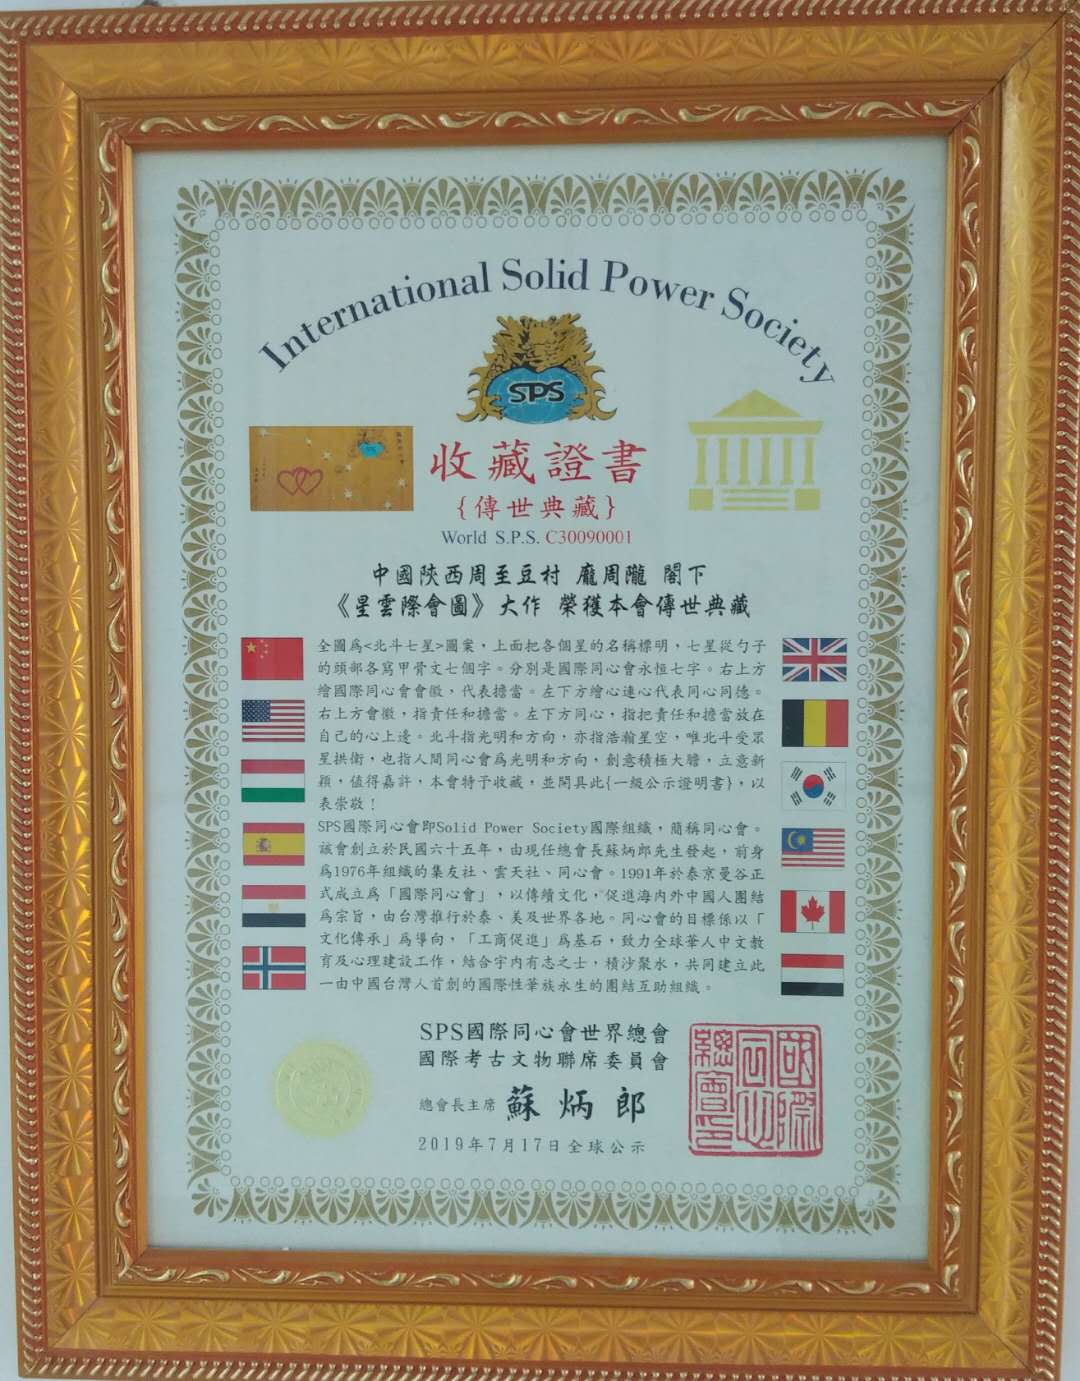 International Solid Power Society
SPS
收藏證書
{傳世典藏}
World S.P.S. C30090001
中國陝西周至豆村 龐周隴 閣下
《星雲際會圖》大作 榮獲本會傳世典藏
全圖為<北斗七星>圖案，上面把各個星的名稱標明，七星從勺子
的頭部各寫甲骨文七個字。分別是國際同心會永恒七字。右上方
繪國際同心會會徽，代表擔當。左下方繪心連心代表同心同德。
右上方會徽，指責任和擔當。左下方同心，指把責任和擔當放在
自己的心上邊。北斗指光明和方向，亦指浩瀚星空，唯北斗受眾
星拱衛，也指人間同心會為光明和方向，創意積極大膽，立意新
穎，值得嘉許，本會特予收藏，並開具此{一級公示證明書}，以
表崇敬！
SPS國際同心會即Solid Power Society國際組織，簡稱同心會。
該會創立於民國六十五年，由現任總會長蘇炳郎先生發起，前身
為1976年組織的集友社、雲天社、同心會。1991年於泰京曼谷正
式成立為「國際同心會」，以傳續文化，促進海內外中國人團結
為宗旨，由台灣推行於泰、美及世界各地。同心會的目標係以「
文化傳承」為導向，「工商促進」為基石，致力全球華人中文教
育及心理建設工作，結合宇內有志之士，積沙聚水，共同建立此
一由中國台灣人首創的國際性華族永生的團結互助組織。
SPS國際同心會世界總會
國際考古文物聯席委員會
總會長主席 蘇炳郎
2019年7月17日全球公示
國際
同心
總會印